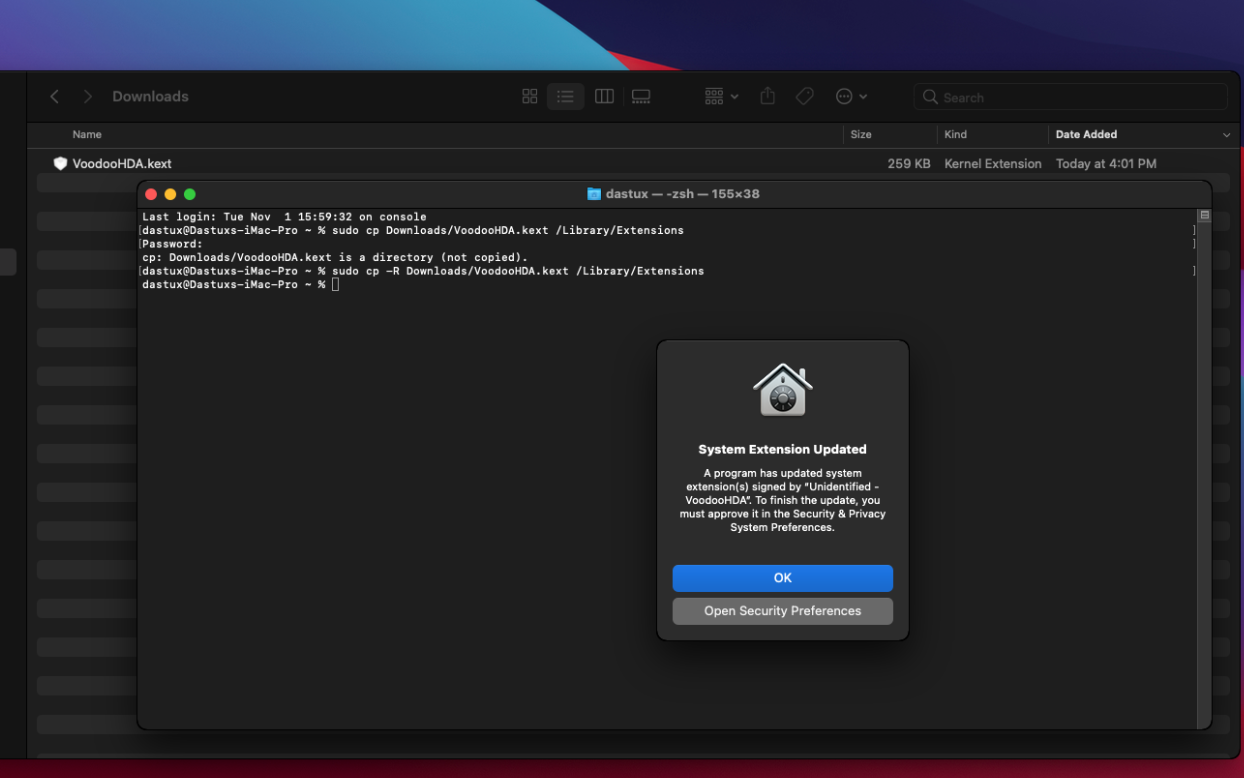 Downloads
Search
Name Size Kind Date Added
VoodooHDA.kext 259 KB Kernel Extension Today at 4:01 PM
dastux — -zsh — 155×38
Last login: Tue Nov  1 15:59:32 on console
[dastux@Dastuxs-iMac-Pro ~ % sudo cp Downloads/VoodooHDA.kext /Library/Extensions ]
[Password: ]
cp: Downloads/VoodooHDA.kext is a directory (not copied).
[dastux@Dastuxs-iMac-Pro ~ % sudo cp -R Downloads/VoodooHDA.kext /Library/Extensions ]
dastux@Dastuxs-iMac-Pro ~ %
System Extension Updated
A program has updated system
extension(s) signed by "Unidentified -
VoodooHDA". To finish the update, you
must approve it in the Security & Privacy
System Preferences.
OK
Open Security Preferences